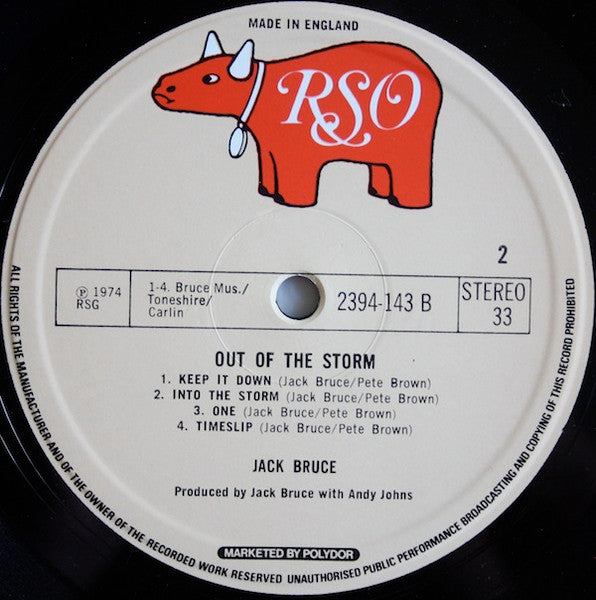 MADE IN ENGLAND
RSO
2
℗ 1974
RSG
1-4. Bruce Mus./
Toneshire/
Carlin
2394-143 B
STEREO
33
OUT OF THE STORM
1. KEEP IT DOWN (Jack Bruce/Pete Brown)
2. INTO THE STORM (Jack Bruce/Pete Brown)
3. ONE (Jack Bruce/Pete Brown)
4. TIMESLIP (Jack Bruce/Pete Brown)
JACK BRUCE
Produced by Jack Bruce with Andy Johns
MARKETED BY POLYDOR
ALL RIGHTS OF THE MANUFACTURER AND OF THE OWNER OF THE RECORDED WORK RESERVED UNAUTHORISED PUBLIC PERFORMANCE BROADCASTING AND COPYING OF THIS RECORD PROHIBITED